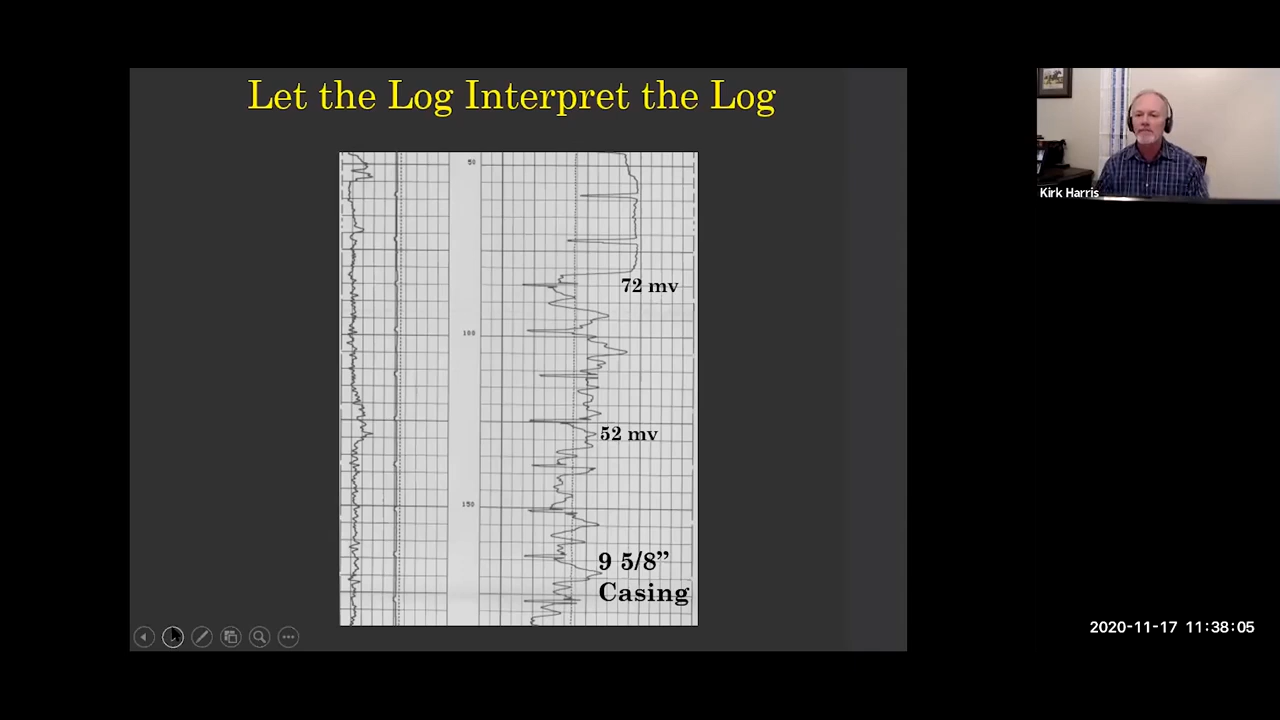 Let the Log Interpret the Log
50
72 mv
100
52 mv
150
9 5/8”
Casing
Kirk Harris
2020-11-17 11:38:05